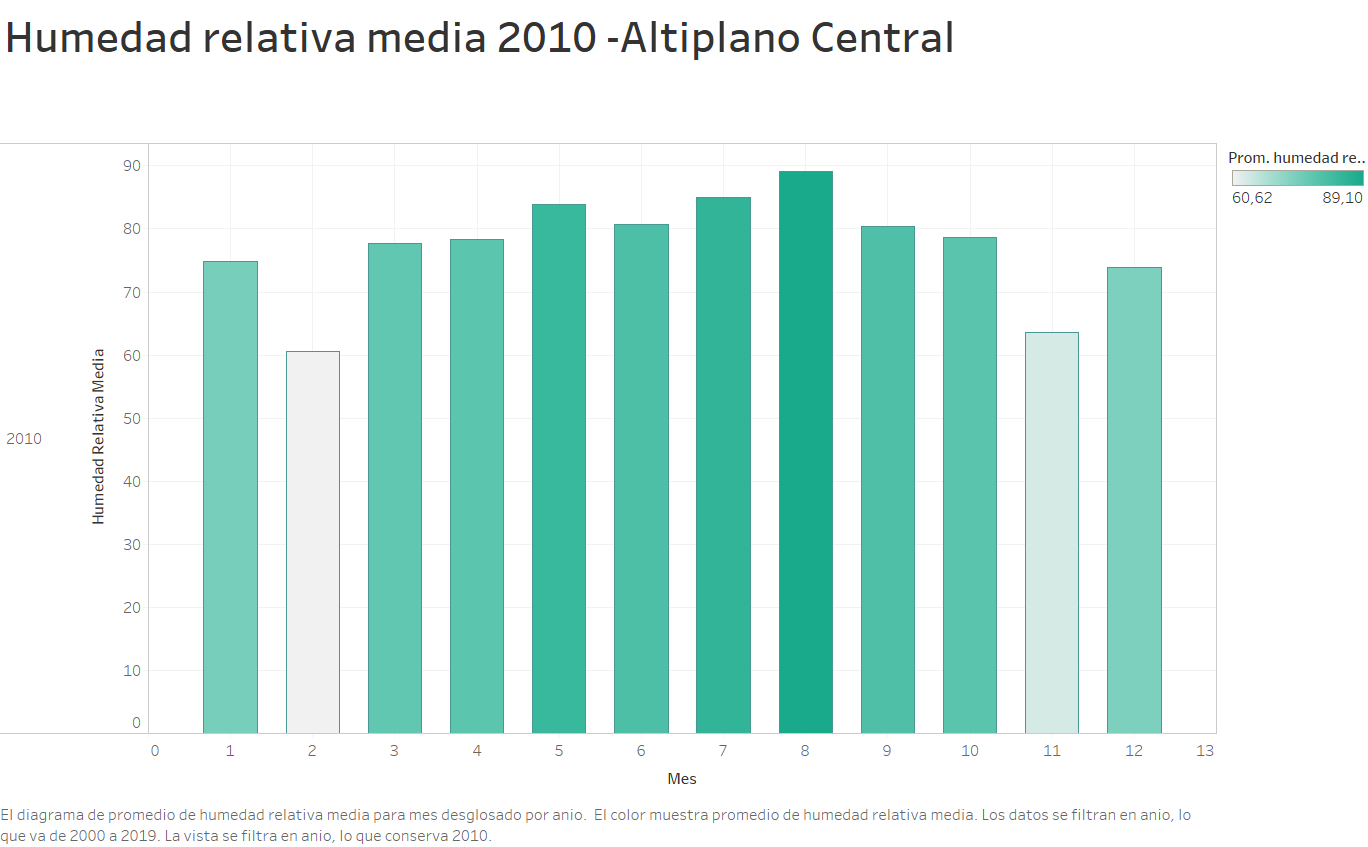 Humedad relativa media 2010 -Altiplano Central
Prom. humedad re..
60,62 89,10
2010
Humedad Relativa Media
90
80
70
60
50
40
30
20
10
0
0 1 2 3 4 5 6 7 8 9 10 11 12 13
Mes
El diagrama de promedio de humedad relativa media para mes desglosado por anio.  El color muestra promedio de humedad relativa media. Los datos se filtran en anio, lo
que va de 2000 a 2019. La vista se filtra en anio, lo que conserva 2010.